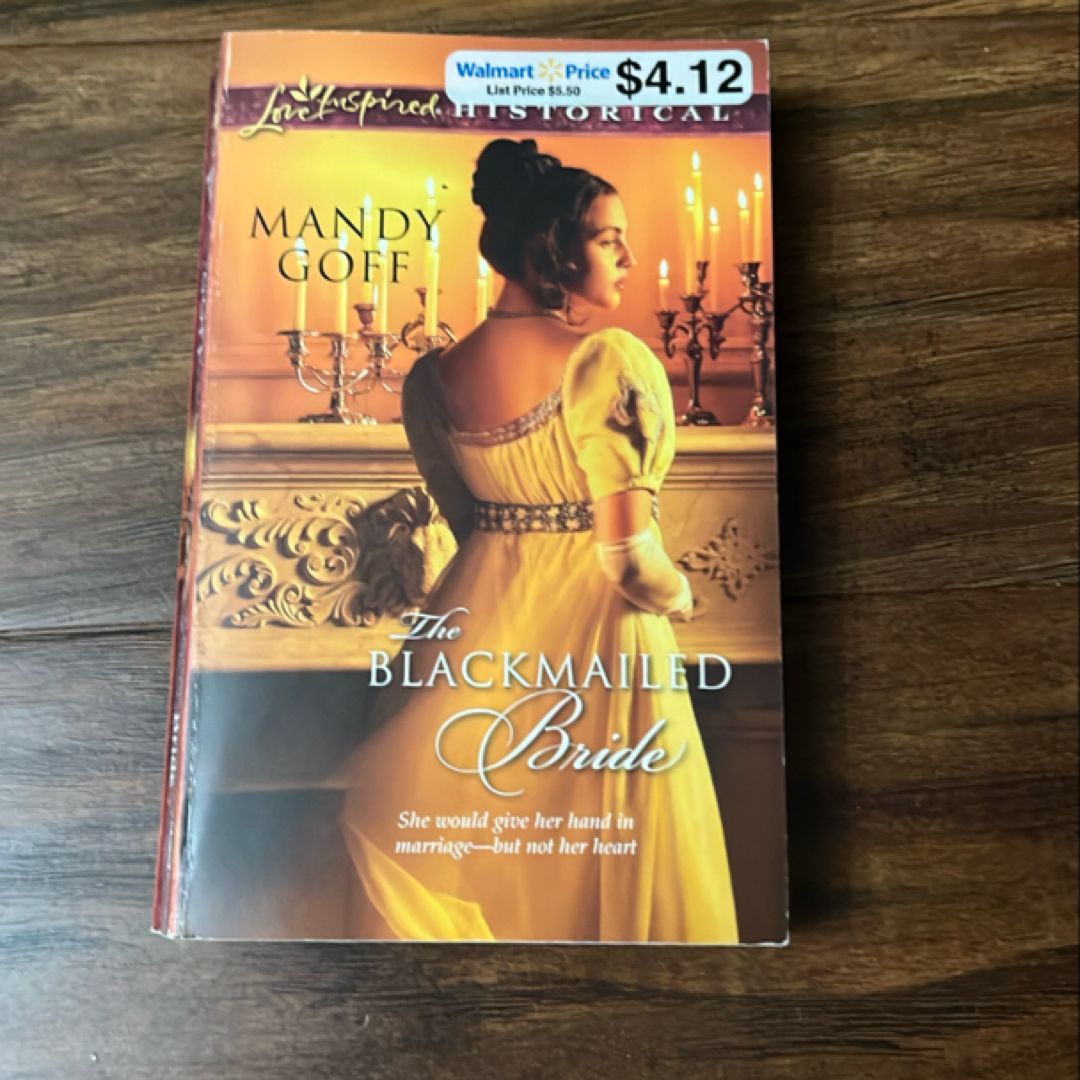 Walmart Price $4.12
List Price $5.50
Love Inspired HISTORICAL
MANDY
GOFF
The
BLACKMAILED
Bride
She would give her hand in
marriage—but not her heart